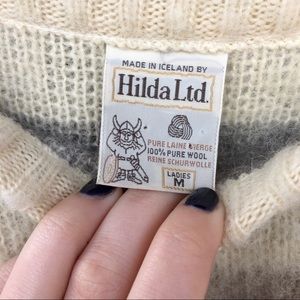 MADE IN ICELAND BY
Hilda Ltd.
PURE LAINE VIERGE
100% PURE WOOL
REINE SCHURWOLLE
LADIES
M